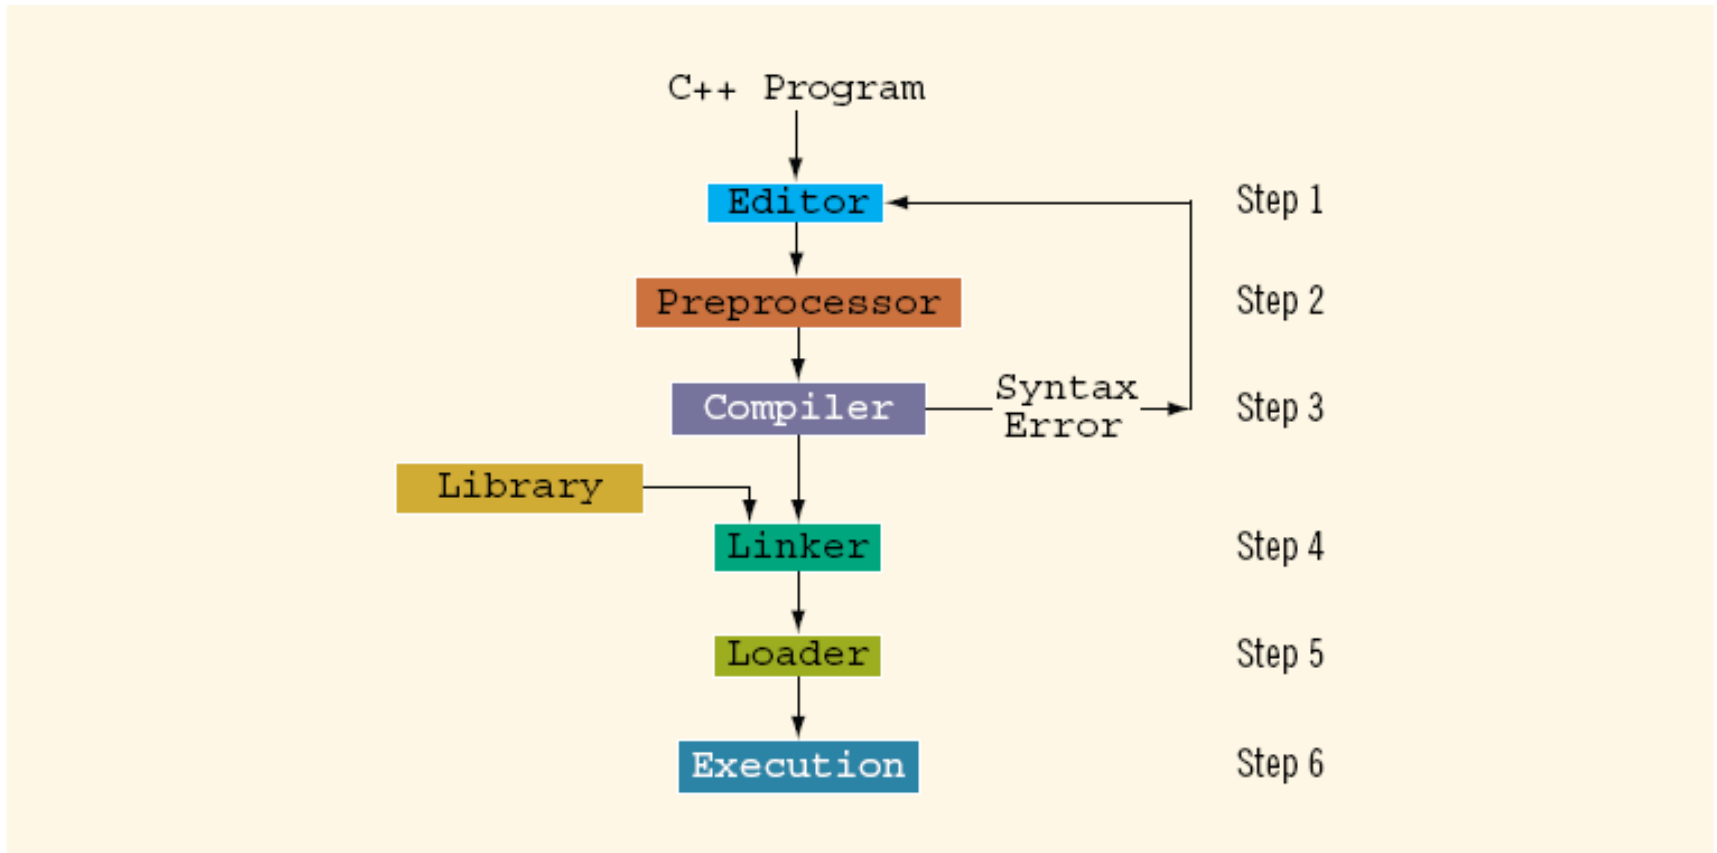 C++ Program
Editor
Step 1
Preprocessor
Step 2
Compiler
Syntax
Error
Step 3
Library
Linker
Step 4
Loader
Step 5
Execution
Step 6